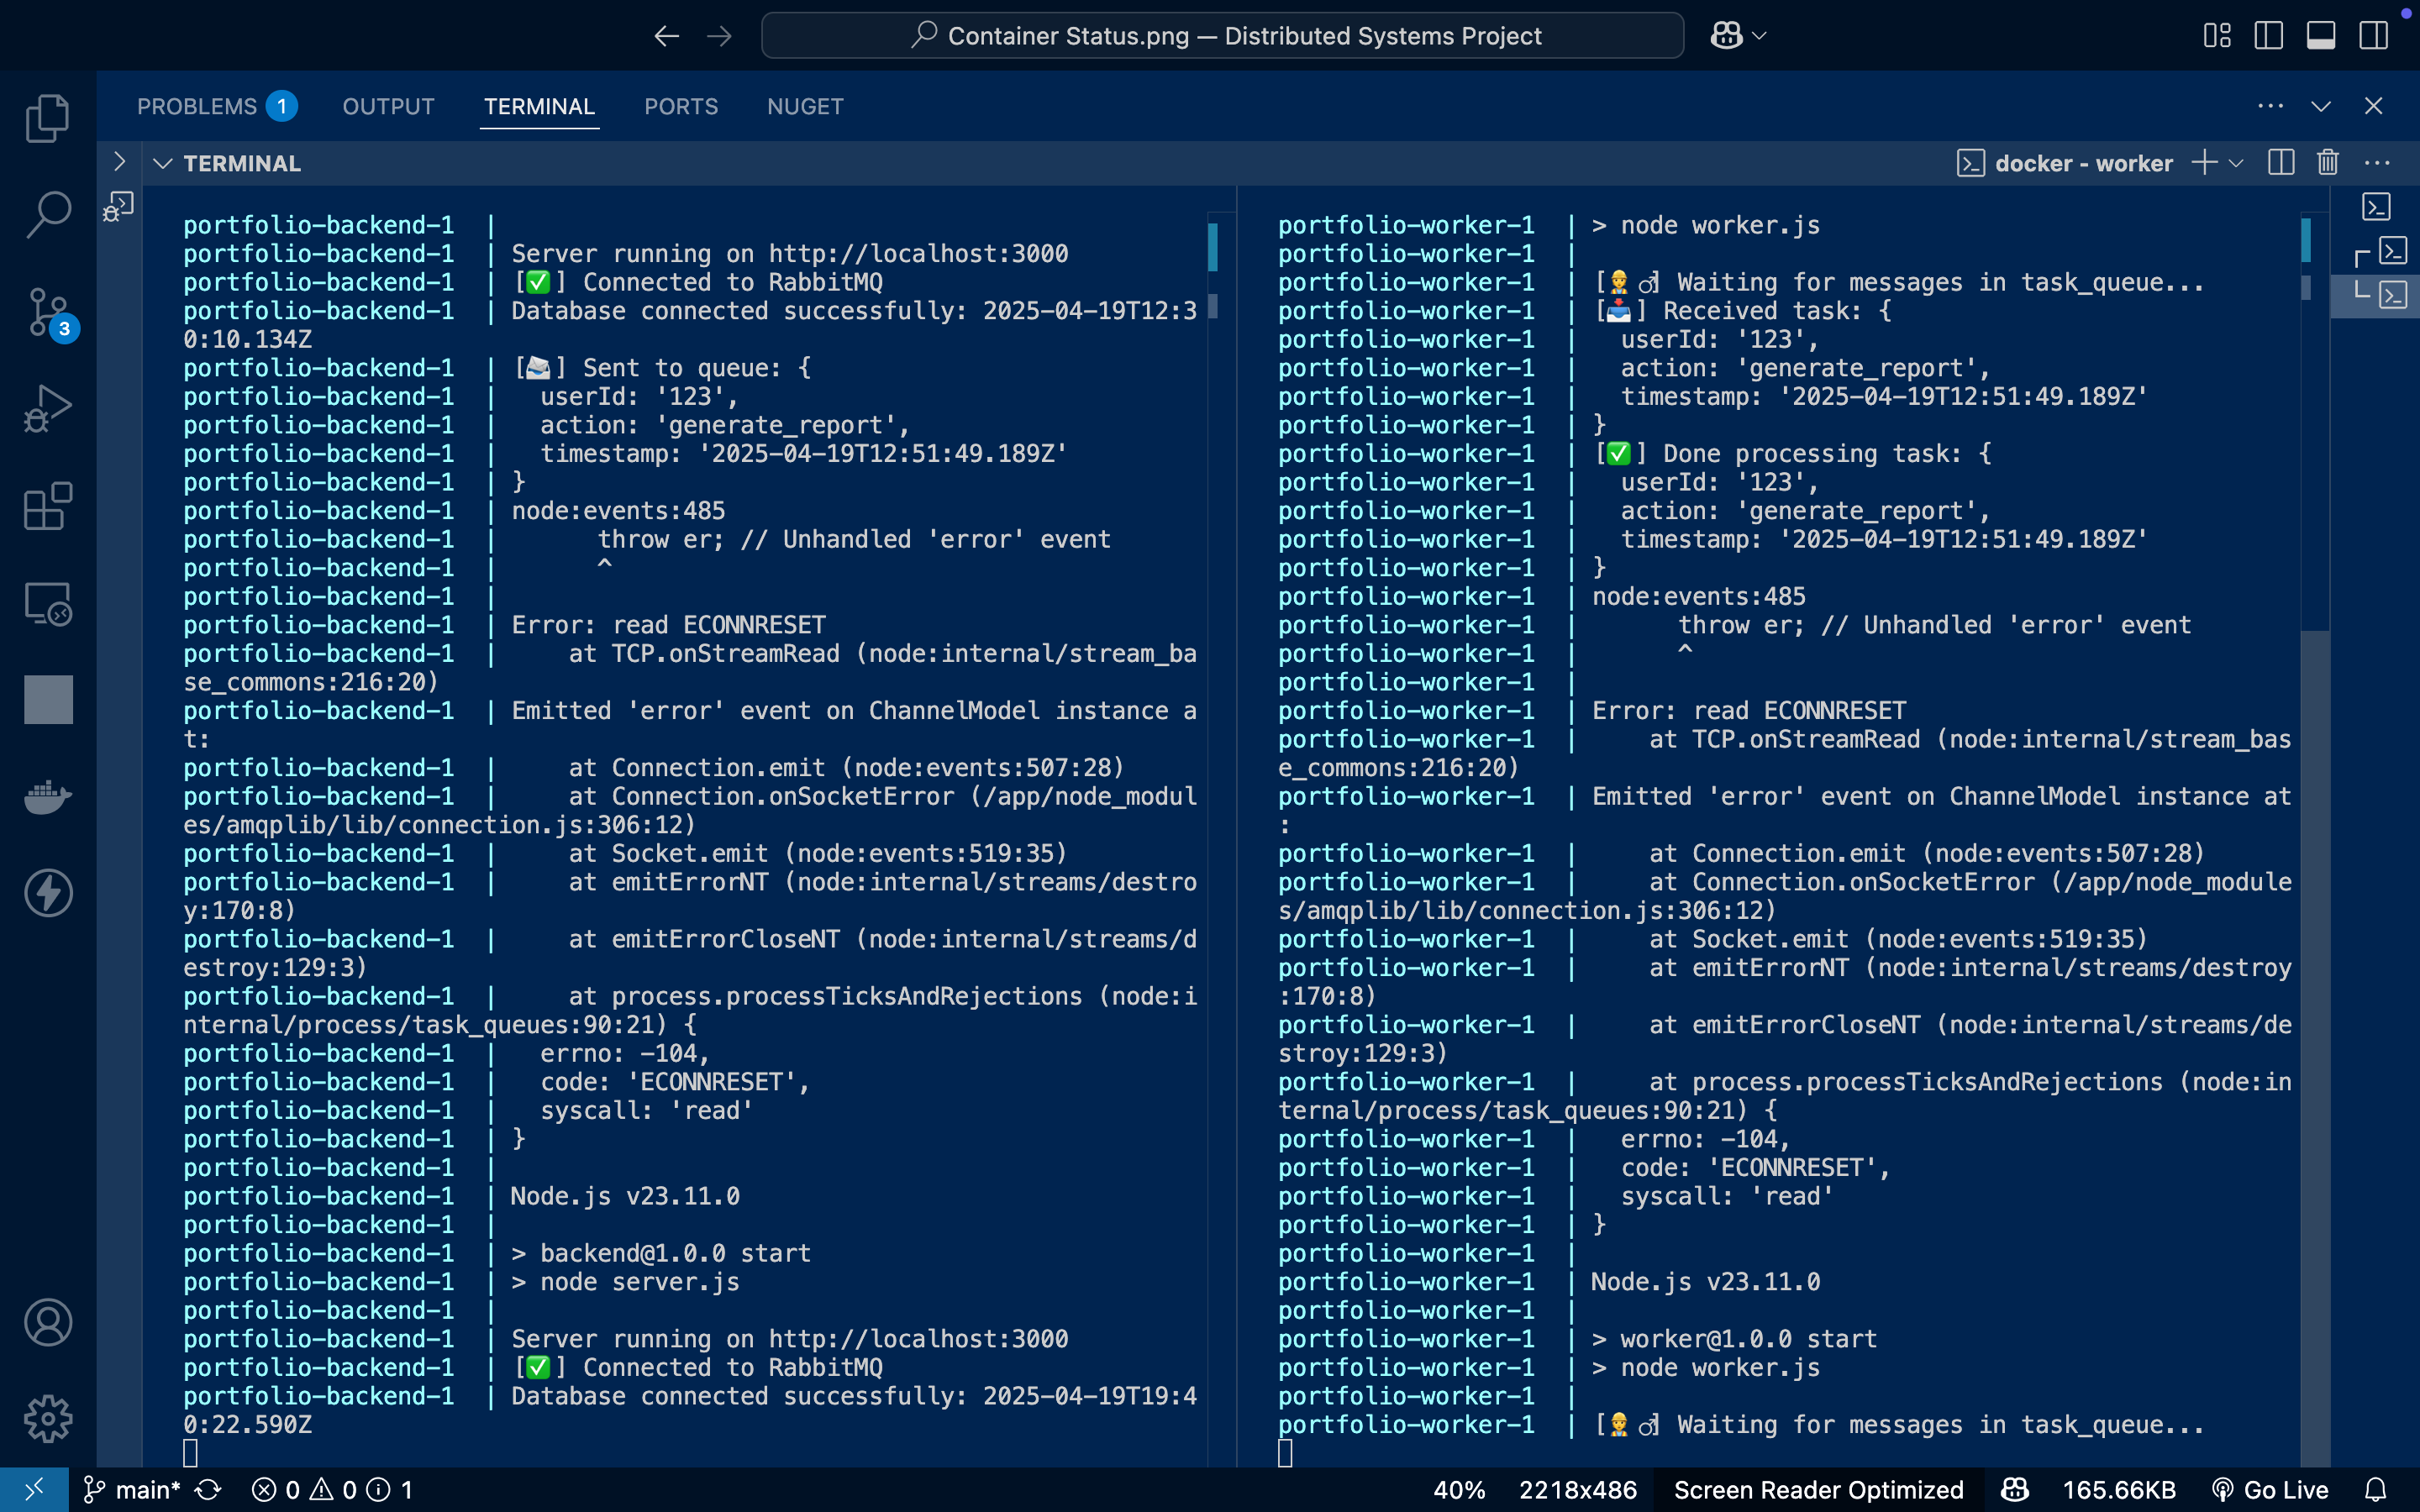 Container Status.png — Distributed Systems Project
PROBLEMS 1 OUTPUT TERMINAL PORTS NUGET
TERMINAL
docker - worker
3
portfolio-backend-1  |
portfolio-backend-1  | Server running on http://localhost:3000
portfolio-backend-1  | [✅] Connected to RabbitMQ
portfolio-backend-1  | Database connected successfully: 2025-04-19T12:3
0:10.134Z
portfolio-backend-1  | [📨] Sent to queue: {
portfolio-backend-1  |   userId: '123',
portfolio-backend-1  |   action: 'generate_report',
portfolio-backend-1  |   timestamp: '2025-04-19T12:51:49.189Z'
portfolio-backend-1  | }
portfolio-backend-1  | node:events:485
portfolio-backend-1  |       throw er; // Unhandled 'error' event
portfolio-backend-1  |       ^
portfolio-backend-1  |
portfolio-backend-1  | Error: read ECONNRESET
portfolio-backend-1  |     at TCP.onStreamRead (node:internal/stream_ba
se_commons:216:20)
portfolio-backend-1  | Emitted 'error' event on ChannelModel instance a
t:
portfolio-backend-1  |     at Connection.emit (node:events:507:28)
portfolio-backend-1  |     at Connection.onSocketError (/app/node_modul
es/amqplib/lib/connection.js:306:12)
portfolio-backend-1  |     at Socket.emit (node:events:519:35)
portfolio-backend-1  |     at emitErrorNT (node:internal/streams/destro
y:170:8)
portfolio-backend-1  |     at emitErrorCloseNT (node:internal/streams/d
estroy:129:3)
portfolio-backend-1  |     at process.processTicksAndRejections (node:i
nternal/process/task_queues:90:21) {
portfolio-backend-1  |   errno: -104,
portfolio-backend-1  |   code: 'ECONNRESET',
portfolio-backend-1  |   syscall: 'read'
portfolio-backend-1  | }
portfolio-backend-1  |
portfolio-backend-1  | Node.js v23.11.0
portfolio-backend-1  |
portfolio-backend-1  | > backend@1.0.0 start
portfolio-backend-1  | > node server.js
portfolio-backend-1  |
portfolio-backend-1  | Server running on http://localhost:3000
portfolio-backend-1  | [✅] Connected to RabbitMQ
portfolio-backend-1  | Database connected successfully: 2025-04-19T19:4
0:22.590Z
portfolio-worker-1  | > node worker.js
portfolio-worker-1  |
portfolio-worker-1  | [👷‍♂️] Waiting for messages in task_queue...
portfolio-worker-1  | [📥] Received task: {
portfolio-worker-1  |   userId: '123',
portfolio-worker-1  |   action: 'generate_report',
portfolio-worker-1  |   timestamp: '2025-04-19T12:51:49.189Z'
portfolio-worker-1  | }
portfolio-worker-1  | [✅] Done processing task: {
portfolio-worker-1  |   userId: '123',
portfolio-worker-1  |   action: 'generate_report',
portfolio-worker-1  |   timestamp: '2025-04-19T12:51:49.189Z'
portfolio-worker-1  | }
portfolio-worker-1  | node:events:485
portfolio-worker-1  |       throw er; // Unhandled 'error' event
portfolio-worker-1  |       ^
portfolio-worker-1  |
portfolio-worker-1  | Error: read ECONNRESET
portfolio-worker-1  |     at TCP.onStreamRead (node:internal/stream_bas
e_commons:216:20)
portfolio-worker-1  | Emitted 'error' event on ChannelModel instance at
:
portfolio-worker-1  |     at Connection.emit (node:events:507:28)
portfolio-worker-1  |     at Connection.onSocketError (/app/node_module
s/amqplib/lib/connection.js:306:12)
portfolio-worker-1  |     at Socket.emit (node:events:519:35)
portfolio-worker-1  |     at emitErrorNT (node:internal/streams/destroy
:170:8)
portfolio-worker-1  |     at emitErrorCloseNT (node:internal/streams/de
stroy:129:3)
portfolio-worker-1  |     at process.processTicksAndRejections (node:in
ternal/process/task_queues:90:21) {
portfolio-worker-1  |   errno: -104,
portfolio-worker-1  |   code: 'ECONNRESET',
portfolio-worker-1  |   syscall: 'read'
portfolio-worker-1  | }
portfolio-worker-1  |
portfolio-worker-1  | Node.js v23.11.0
portfolio-worker-1  |
portfolio-worker-1  | > worker@1.0.0 start
portfolio-worker-1  | > node worker.js
portfolio-worker-1  |
portfolio-worker-1  | [👷‍♂️] Waiting for messages in task_queue...
main* 0 0 1 40% 2218x486 Screen Reader Optimized 165.66KB Go Live